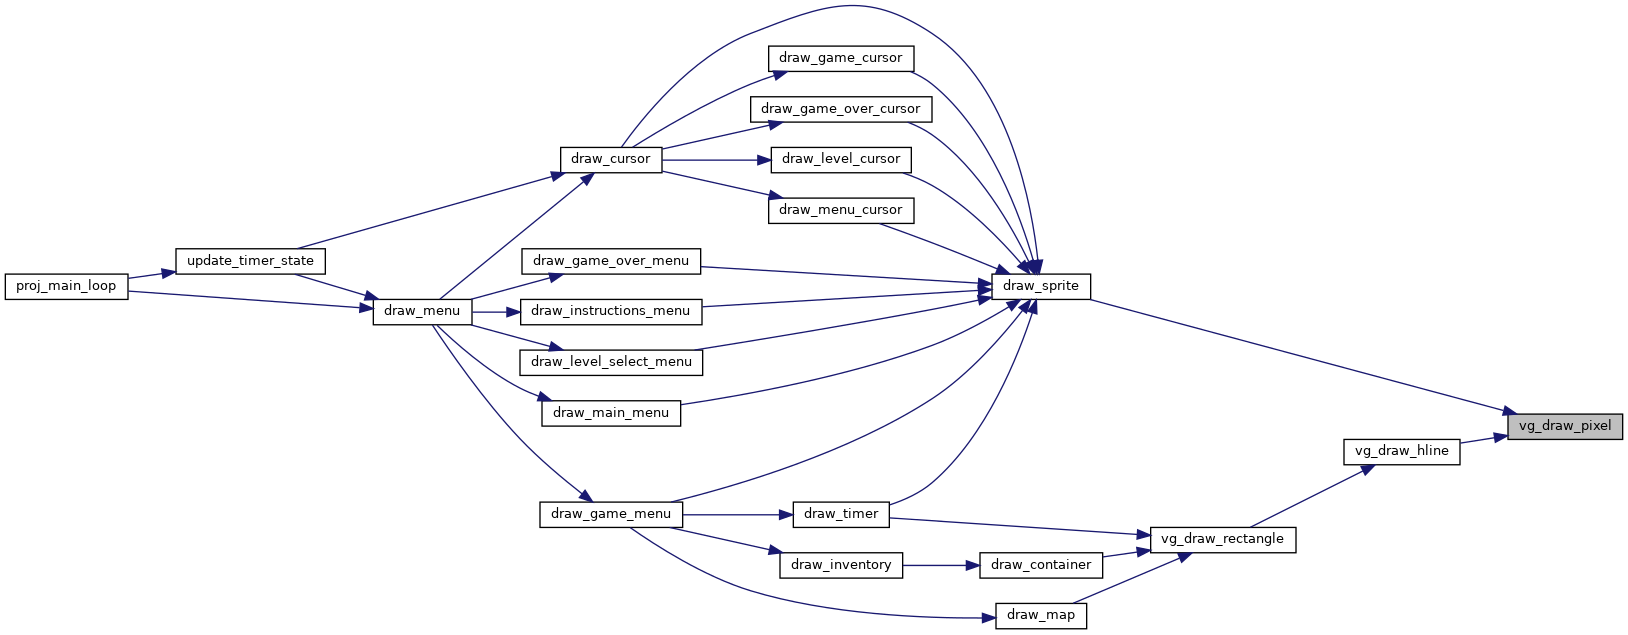 draw_game_cursor
draw_game_over_cursor
draw_cursor
draw_level_cursor
draw_menu_cursor
update_timer_state
draw_game_over_menu
proj_main_loop
draw_sprite
draw_menu
draw_instructions_menu
draw_level_select_menu
draw_main_menu
vg_draw_pixel
vg_draw_hline
draw_game_menu
draw_timer
vg_draw_rectangle
draw_inventory
draw_container
draw_map